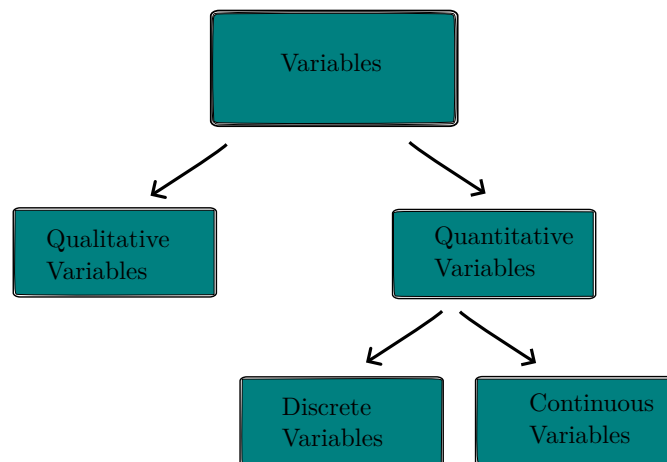 Variables
Qualitative
Variables
Quantitative
Variables
Discrete
Variables
Continuous
Variables